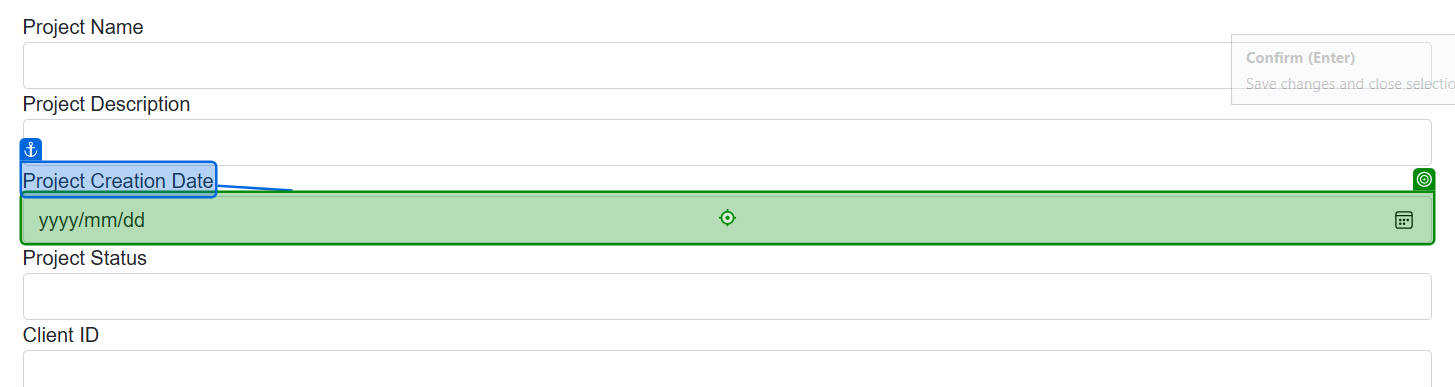 Project Name
Confirm (Enter)
Save changes and close selectio
Project Description
Project Creation Date
yyyy/mm/dd
Project Status
Client ID